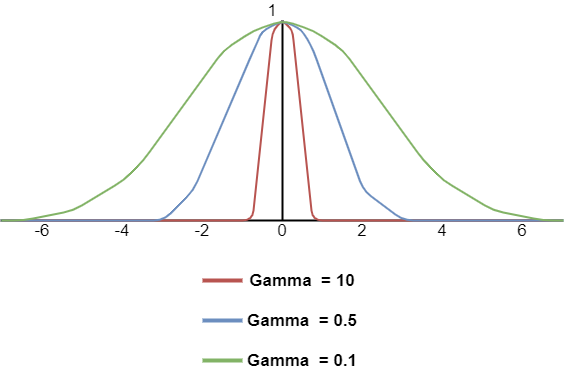 1
-6 -4 -2 0 2 4 6
Gamma = 10
Gamma = 0.5
Gamma = 0.1